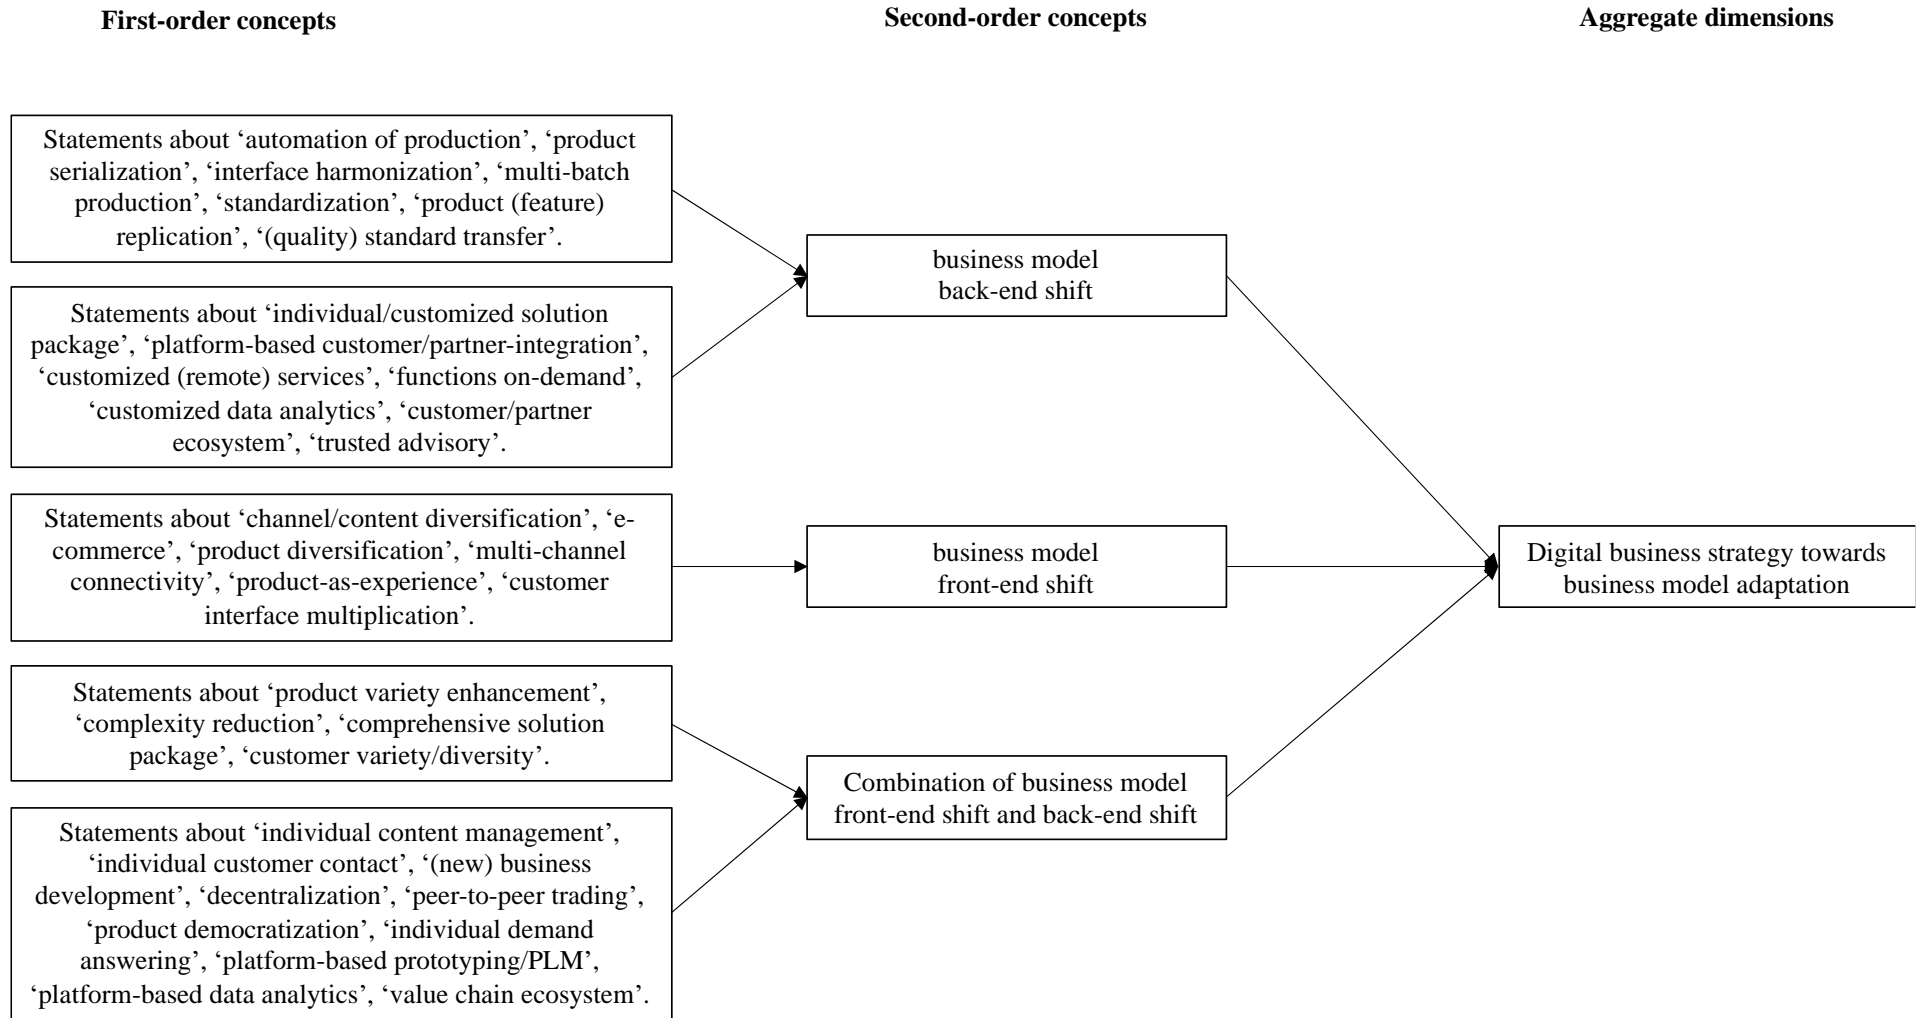 First-order concepts
Second-order concepts
Aggregate dimensions
Statements about ‘automation of production’, ‘product
serialization’, ‘interface harmonization’, ‘multi-batch
production’, ‘standardization’, ‘product (feature)
replication’, ‘(quality) standard transfer’.
Statements about ‘individual/customized solution
package’, ‘platform-based customer/partner-integration’,
‘customized (remote) services’, ‘functions on-demand’,
‘customized data analytics’, ‘customer/partner
ecosystem’, ‘trusted advisory’.
Statements about ‘channel/content diversification’, ‘e-
commerce’, ‘product diversification’, ‘multi-channel
connectivity’, ‘product-as-experience’, ‘customer
interface multiplication’.
Statements about ‘product variety enhancement’,
‘complexity reduction’, ‘comprehensive solution
package’, ‘customer variety/diversity’.
Statements about ‘individual content management’,
‘individual customer contact’, ‘(new) business
development’, ‘decentralization’, ‘peer-to-peer trading’,
‘product democratization’, ‘individual demand
answering’, ‘platform-based prototyping/PLM’,
‘platform-based data analytics’, ‘value chain ecosystem’.
business model
back-end shift
business model
front-end shift
Combination of business model
front-end shift and back-end shift
Digital business strategy towards
business model adaptation